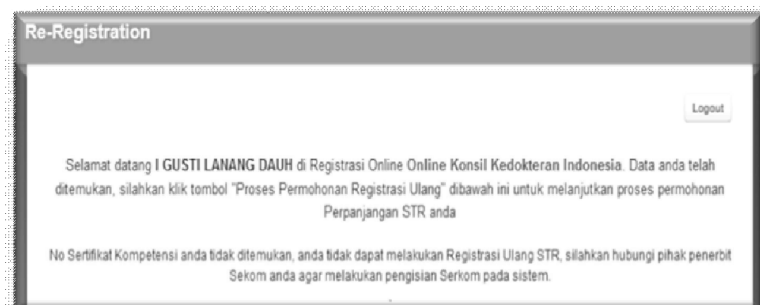 Re-Registration
Logout
Selamat datang I GUSTI LANANG DAUH di Registrasi Online Online Konsil Kedokteran Indonesia. Data anda telah
ditemukan, silahkan klik tombol "Proses Permohonan Registrasi Ulang" dibawah ini untuk melanjutkan proses permohonan
Perpanjangan STR anda
No Sertifikat Kompetensi anda tidak ditemukan, anda tidak dapat melakukan Registrasi Ulang STR, silahkan hubungi pihak penerbit
Sekom anda agar melakukan pengisian Serkom pada sistem.